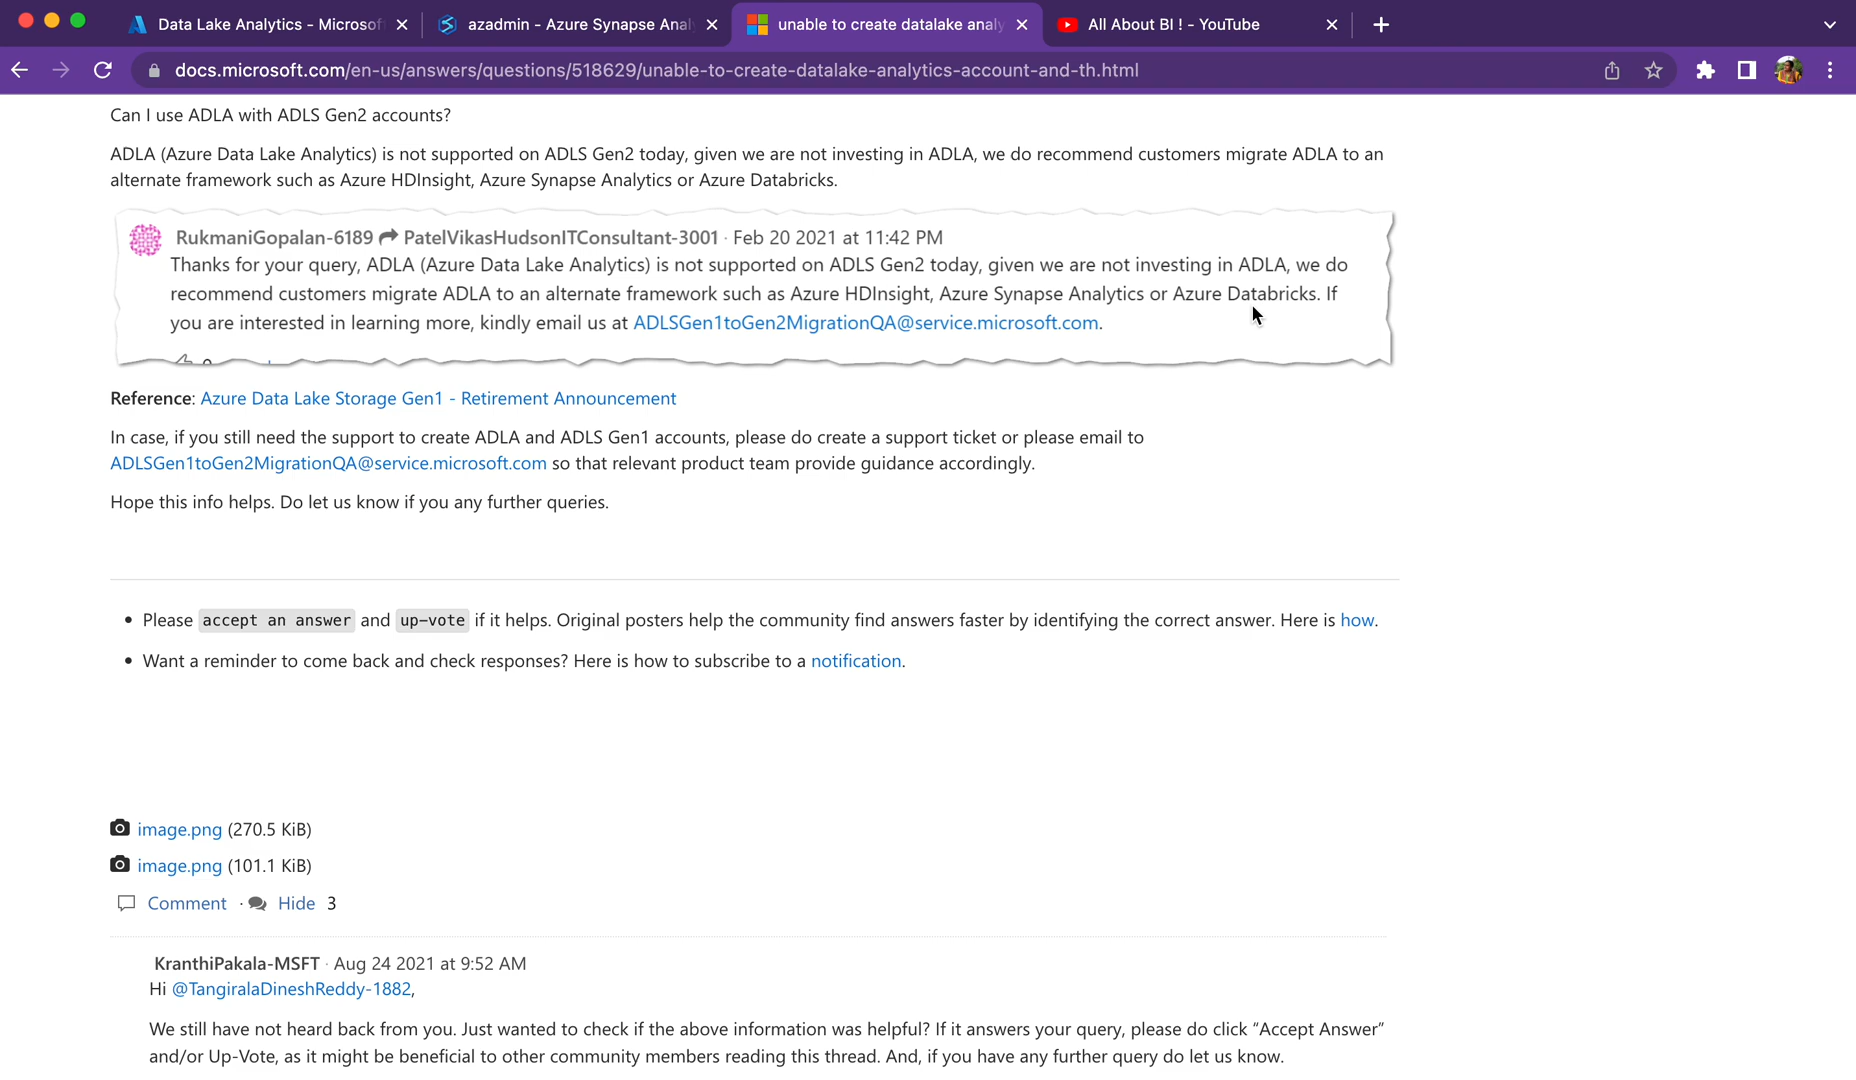 Data Lake Analytics - Microsof
azadmin - Azure Synapse Anal
unable to create datalake analy
All About BI ! - YouTube
docs.microsoft.com/en-us/answers/questions/518629/unable-to-create-datalake-analytics-account-and-th.html
Can I use ADLA with ADLS Gen2 accounts?
ADLA (Azure Data Lake Analytics) is not supported on ADLS Gen2 today, given we are not investing in ADLA, we do recommend customers migrate ADLA to an
alternate framework such as Azure HDInsight, Azure Synapse Analytics or Azure Databricks.
RukmaniGopalan-6189 PatelVikasHudsonITConsultant-3001 · Feb 20 2021 at 11:42 PM
Thanks for your query, ADLA (Azure Data Lake Analytics) is not supported on ADLS Gen2 today, given we are not investing in ADLA, we do
recommend customers migrate ADLA to an alternate framework such as Azure HDInsight, Azure Synapse Analytics or Azure Databricks. If
you are interested in learning more, kindly email us at ADLSGen1toGen2MigrationQA@service.microsoft.com.
Reference: Azure Data Lake Storage Gen1 - Retirement Announcement
In case, if you still need the support to create ADLA and ADLS Gen1 accounts, please do create a support ticket or please email to
ADLSGen1toGen2MigrationQA@service.microsoft.com so that relevant product team provide guidance accordingly.
Hope this info helps. Do let us know if you any further queries.
• Please accept an answer and up-vote if it helps. Original posters help the community find answers faster by identifying the correct answer. Here is how.
• Want a reminder to come back and check responses? Here is how to subscribe to a notification.
image.png (270.5 KiB)
image.png (101.1 KiB)
Comment · Hide 3
KranthiPakala-MSFT · Aug 24 2021 at 9:52 AM
Hi @TangiralaDineshReddy-1882,
We still have not heard back from you. Just wanted to check if the above information was helpful? If it answers your query, please do click “Accept Answer”
and/or Up-Vote, as it might be beneficial to other community members reading this thread. And, if you have any further query do let us know.